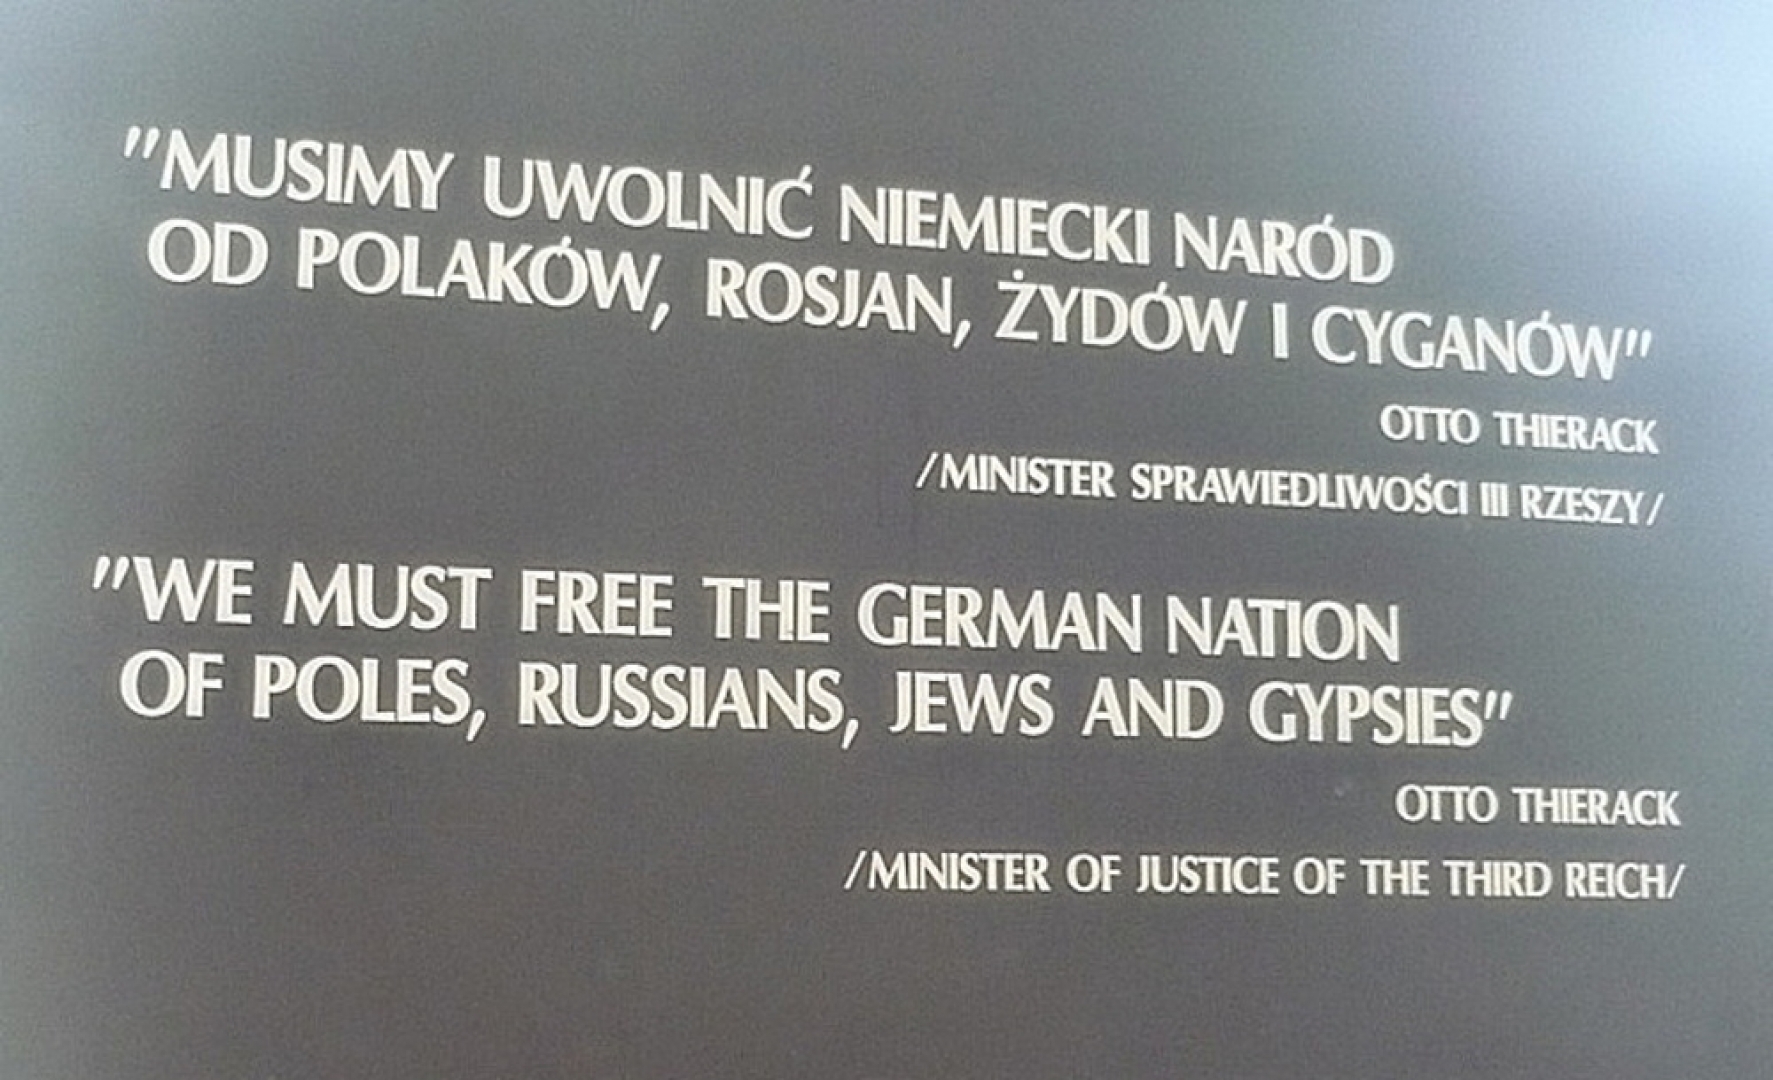 "MUSIMY UWOLNIĆ NIEMIECKI NARÓD
OD POLAKÓW, ROSJAN, ŻYDÓW I CYGANÓW"
OTTO THIERACK
/MINISTER SPRAWIEDLIWOŚCI III RZESZY/
"WE MUST FREE THE GERMAN NATION
OF POLES, RUSSIANS, JEWS AND GYPSIES"
OTTO THIERACK
/MINISTER OF JUSTICE OF THE THIRD REICH/